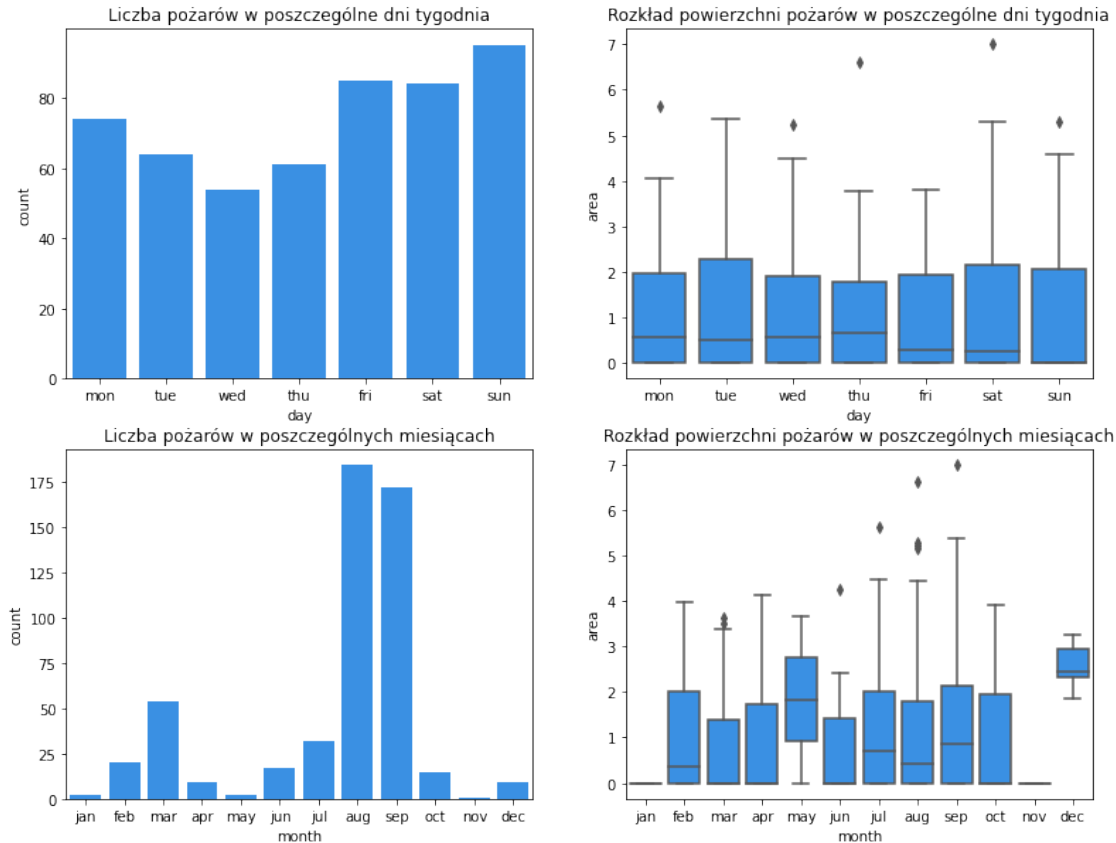 Liczba pożarów w poszczególne dni tygodnia
80
60
40
20
0
count
mon tue wed thu fri sat sun
day
Rozkład powierzchni pożarów w poszczególne dni tygodnia
7
6
5
4
3
2
1
0
area
mon tue wed thu fri sat sun
day
Liczba pożarów w poszczególnych miesiącach
175
150
125
100
75
50
25
0
count
jan feb mar apr may jun jul aug sep oct nov dec
month
Rozkład powierzchni pożarów w poszczególnych miesiącach
7
6
5
4
3
2
1
0
area
jan feb mar apr may jun jul aug sep oct nov dec
month